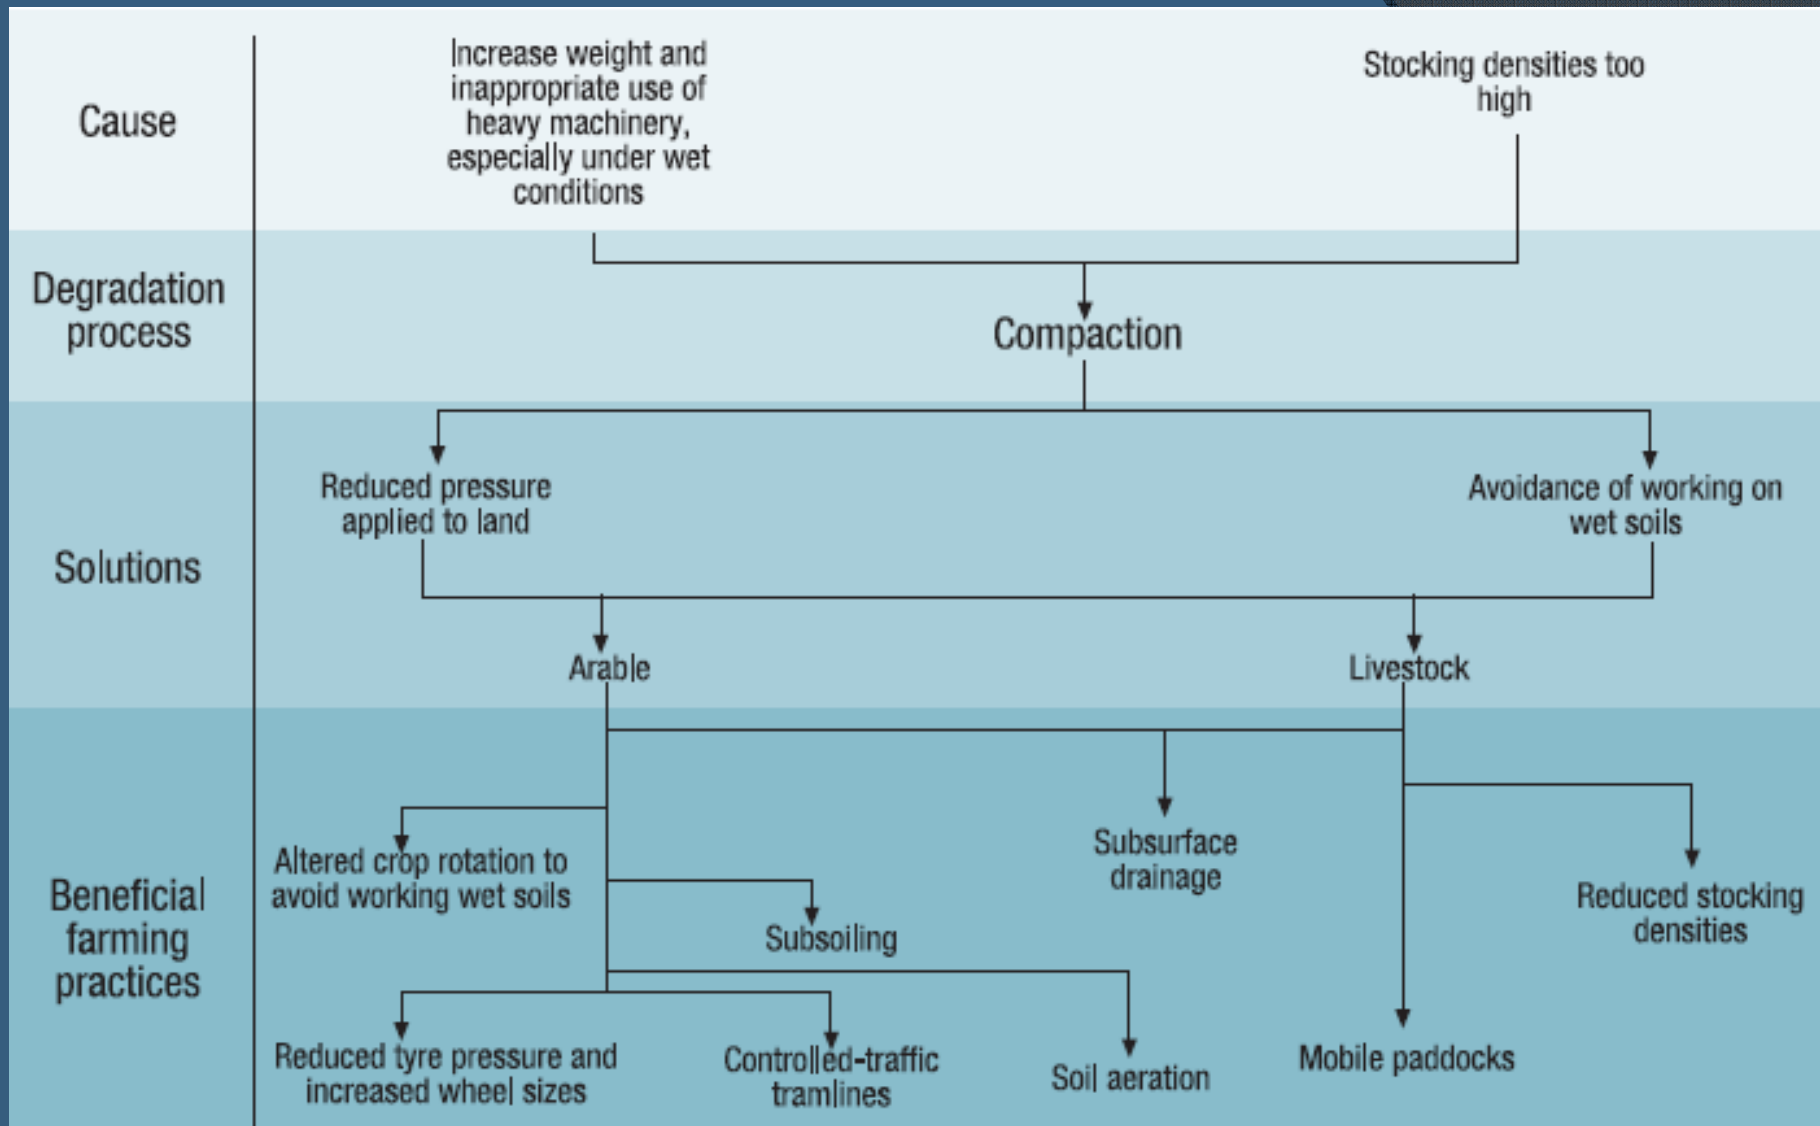 Cause
Increase weight and
inappropriate use of
heavy machinery,
especially under wet
conditions
Stocking densities too
high
Degradation
process
Compaction
Solutions
Reduced pressure
applied to land
Avoidance of working on
wet soils
Arable
Livestock
Beneficial
farming
practices
Altered crop rotation to
avoid working wet soils
Subsoiling
Subsurface
drainage
Reduced stocking
densities
Reduced tyre pressure and
increased wheel sizes
Controlled-traffic
tramlines
Soil aeration
Mobile paddocks